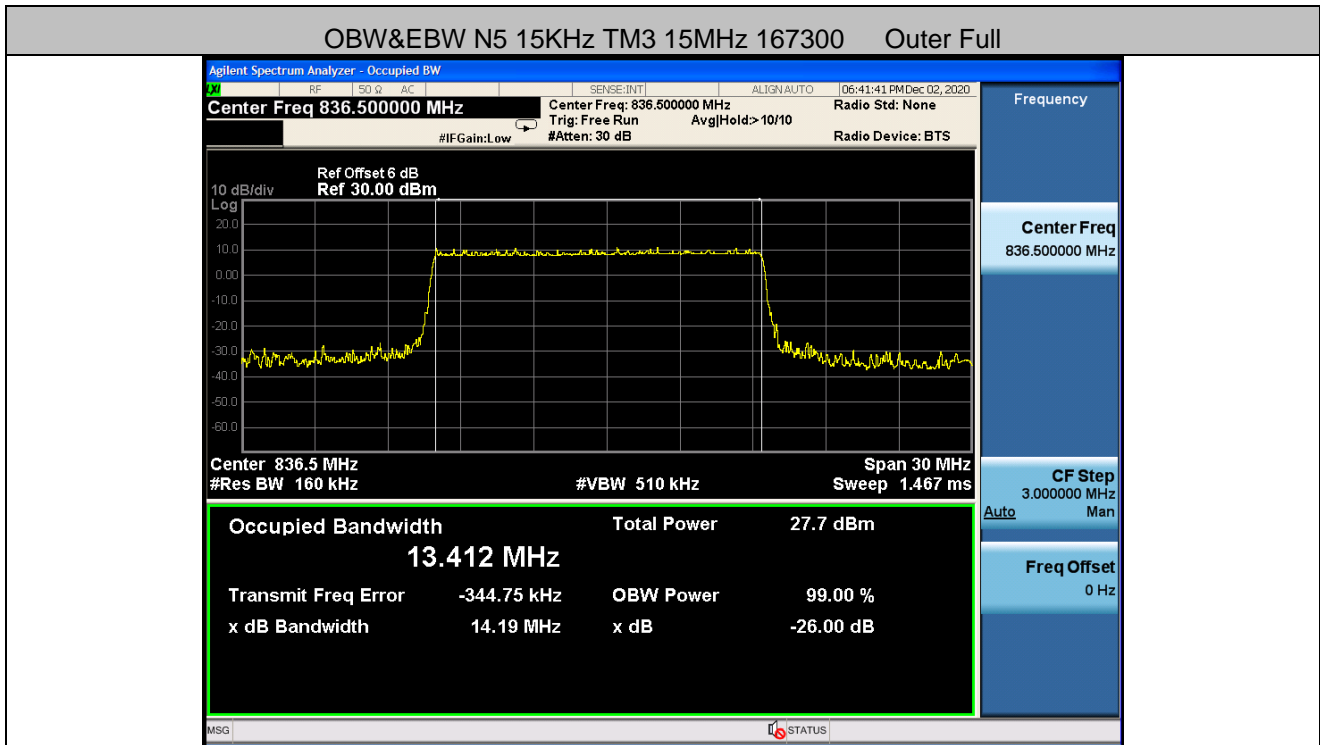 OBW&EBW N5 15KHz TM3 15MHz 167300 Outer Full
Agilent Spectrum Analyzer - Occupied BW
LXI RF 50 Ω AC SENSE:INT ALIGN AUTO 06:41:41 PM Dec 02, 2020
Center Freq 836.500000 MHz
Center Freq: 836.500000 MHz
Radio Std: None
Trig: Free Run Avg|Hold:>10/10
#IFGain:Low
#Atten: 30 dB
Radio Device: BTS
Ref Offset 6 dB
10 dB/div Ref 30.00 dBm
Log
20.0
10.0
0.00
-10.0
-20.0
-30.0
-40.0
-50.0
-60.0
Center 836.5 MHz Span 30 MHz
#Res BW 160 kHz #VBW 510 kHz Sweep 1.467 ms
Occupied Bandwidth Total Power 27.7 dBm
13.412 MHz
Transmit Freq Error -344.75 kHz OBW Power 99.00 %
x dB Bandwidth 14.19 MHz x dB -26.00 dB
MSG STATUS
Frequency
Center Freq
836.500000 MHz
CF Step
3.000000 MHz
Auto Man
Freq Offset
0 Hz